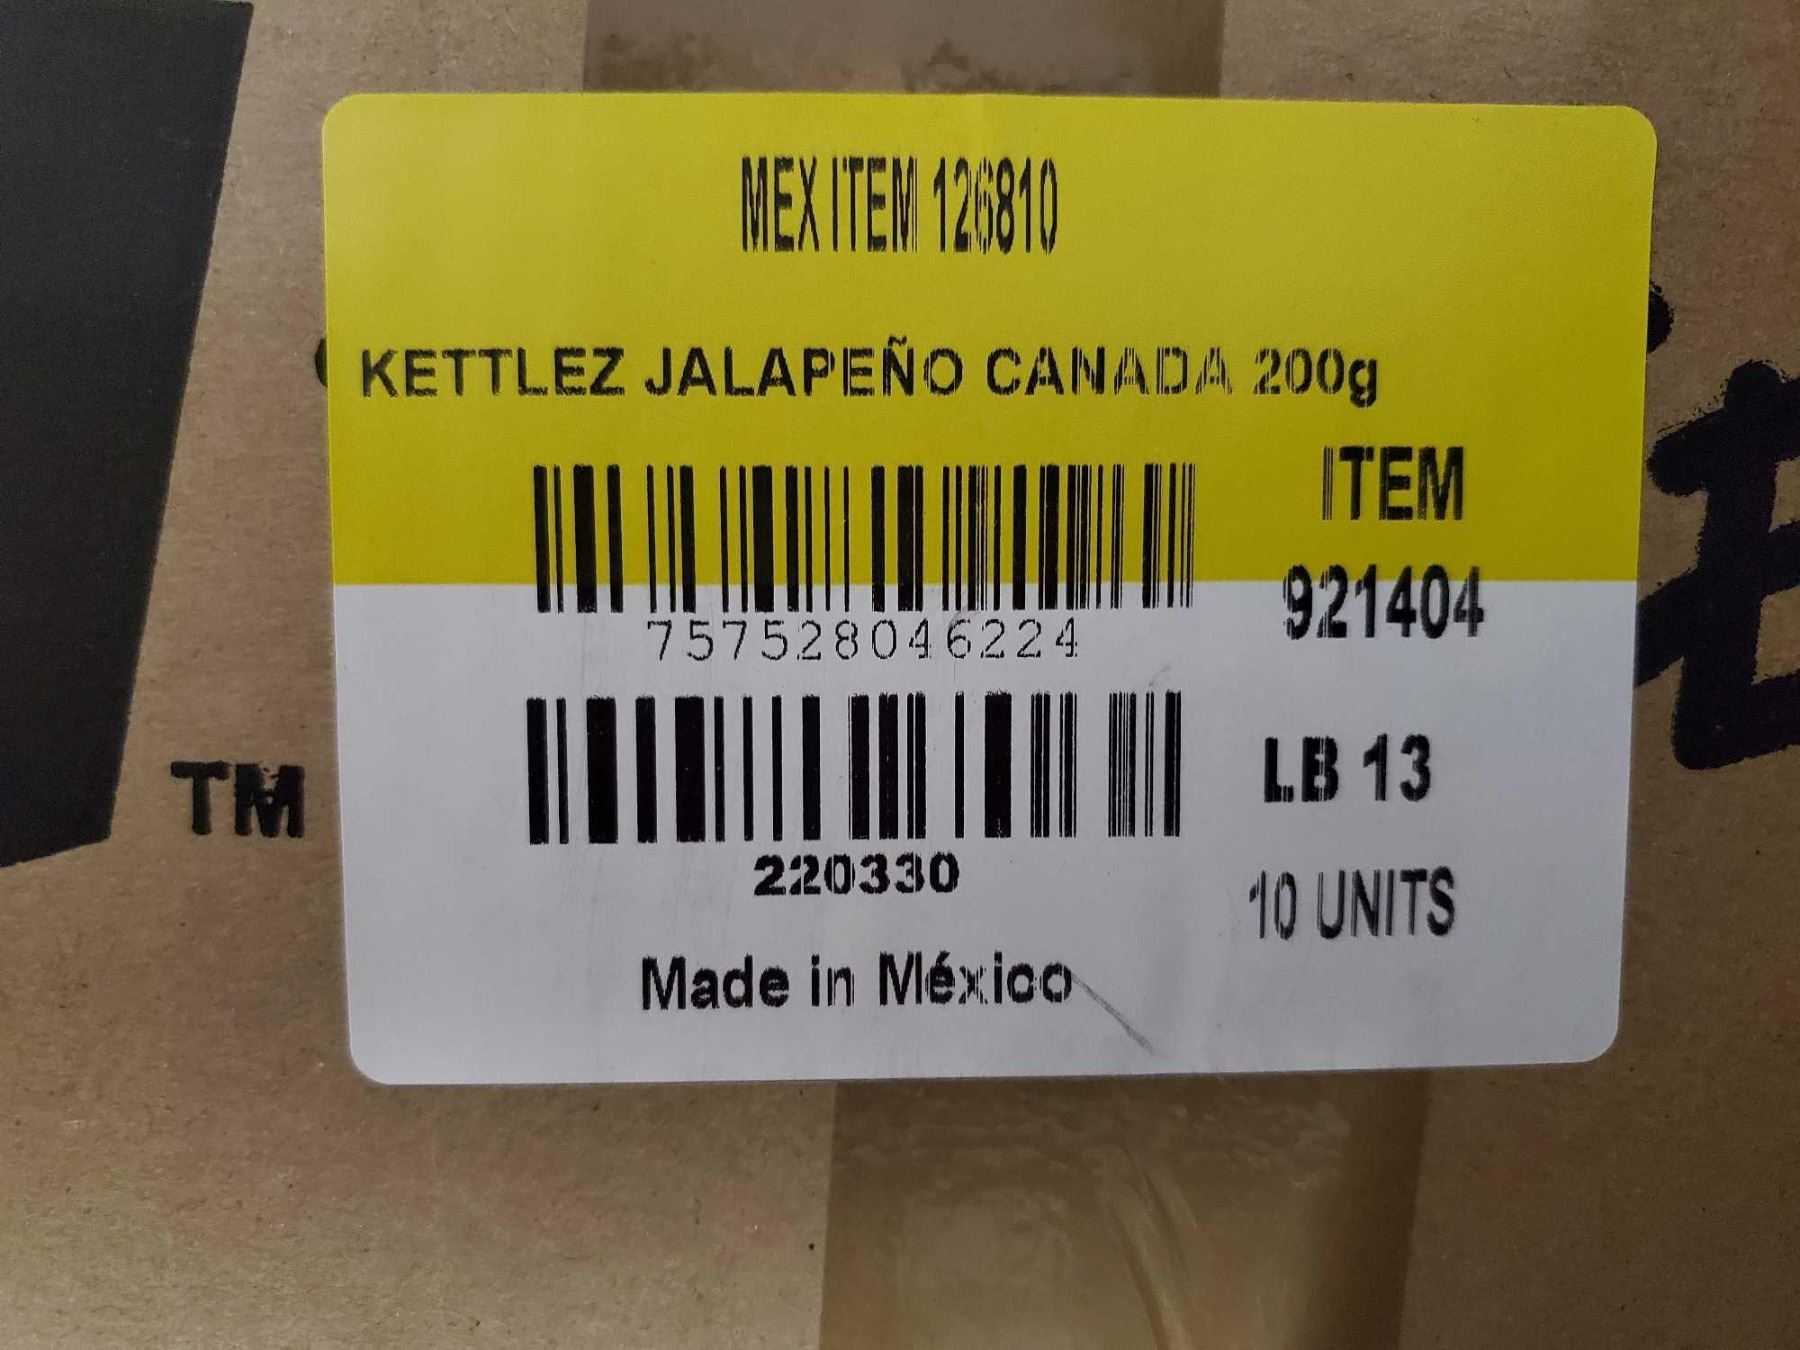 MEX ITEM 126810
KETTLEZ JALAPEÑO CANADA 200g
ITEM
921404
757528046224
LB 13
220330
10 UNITS
Made in México
TM